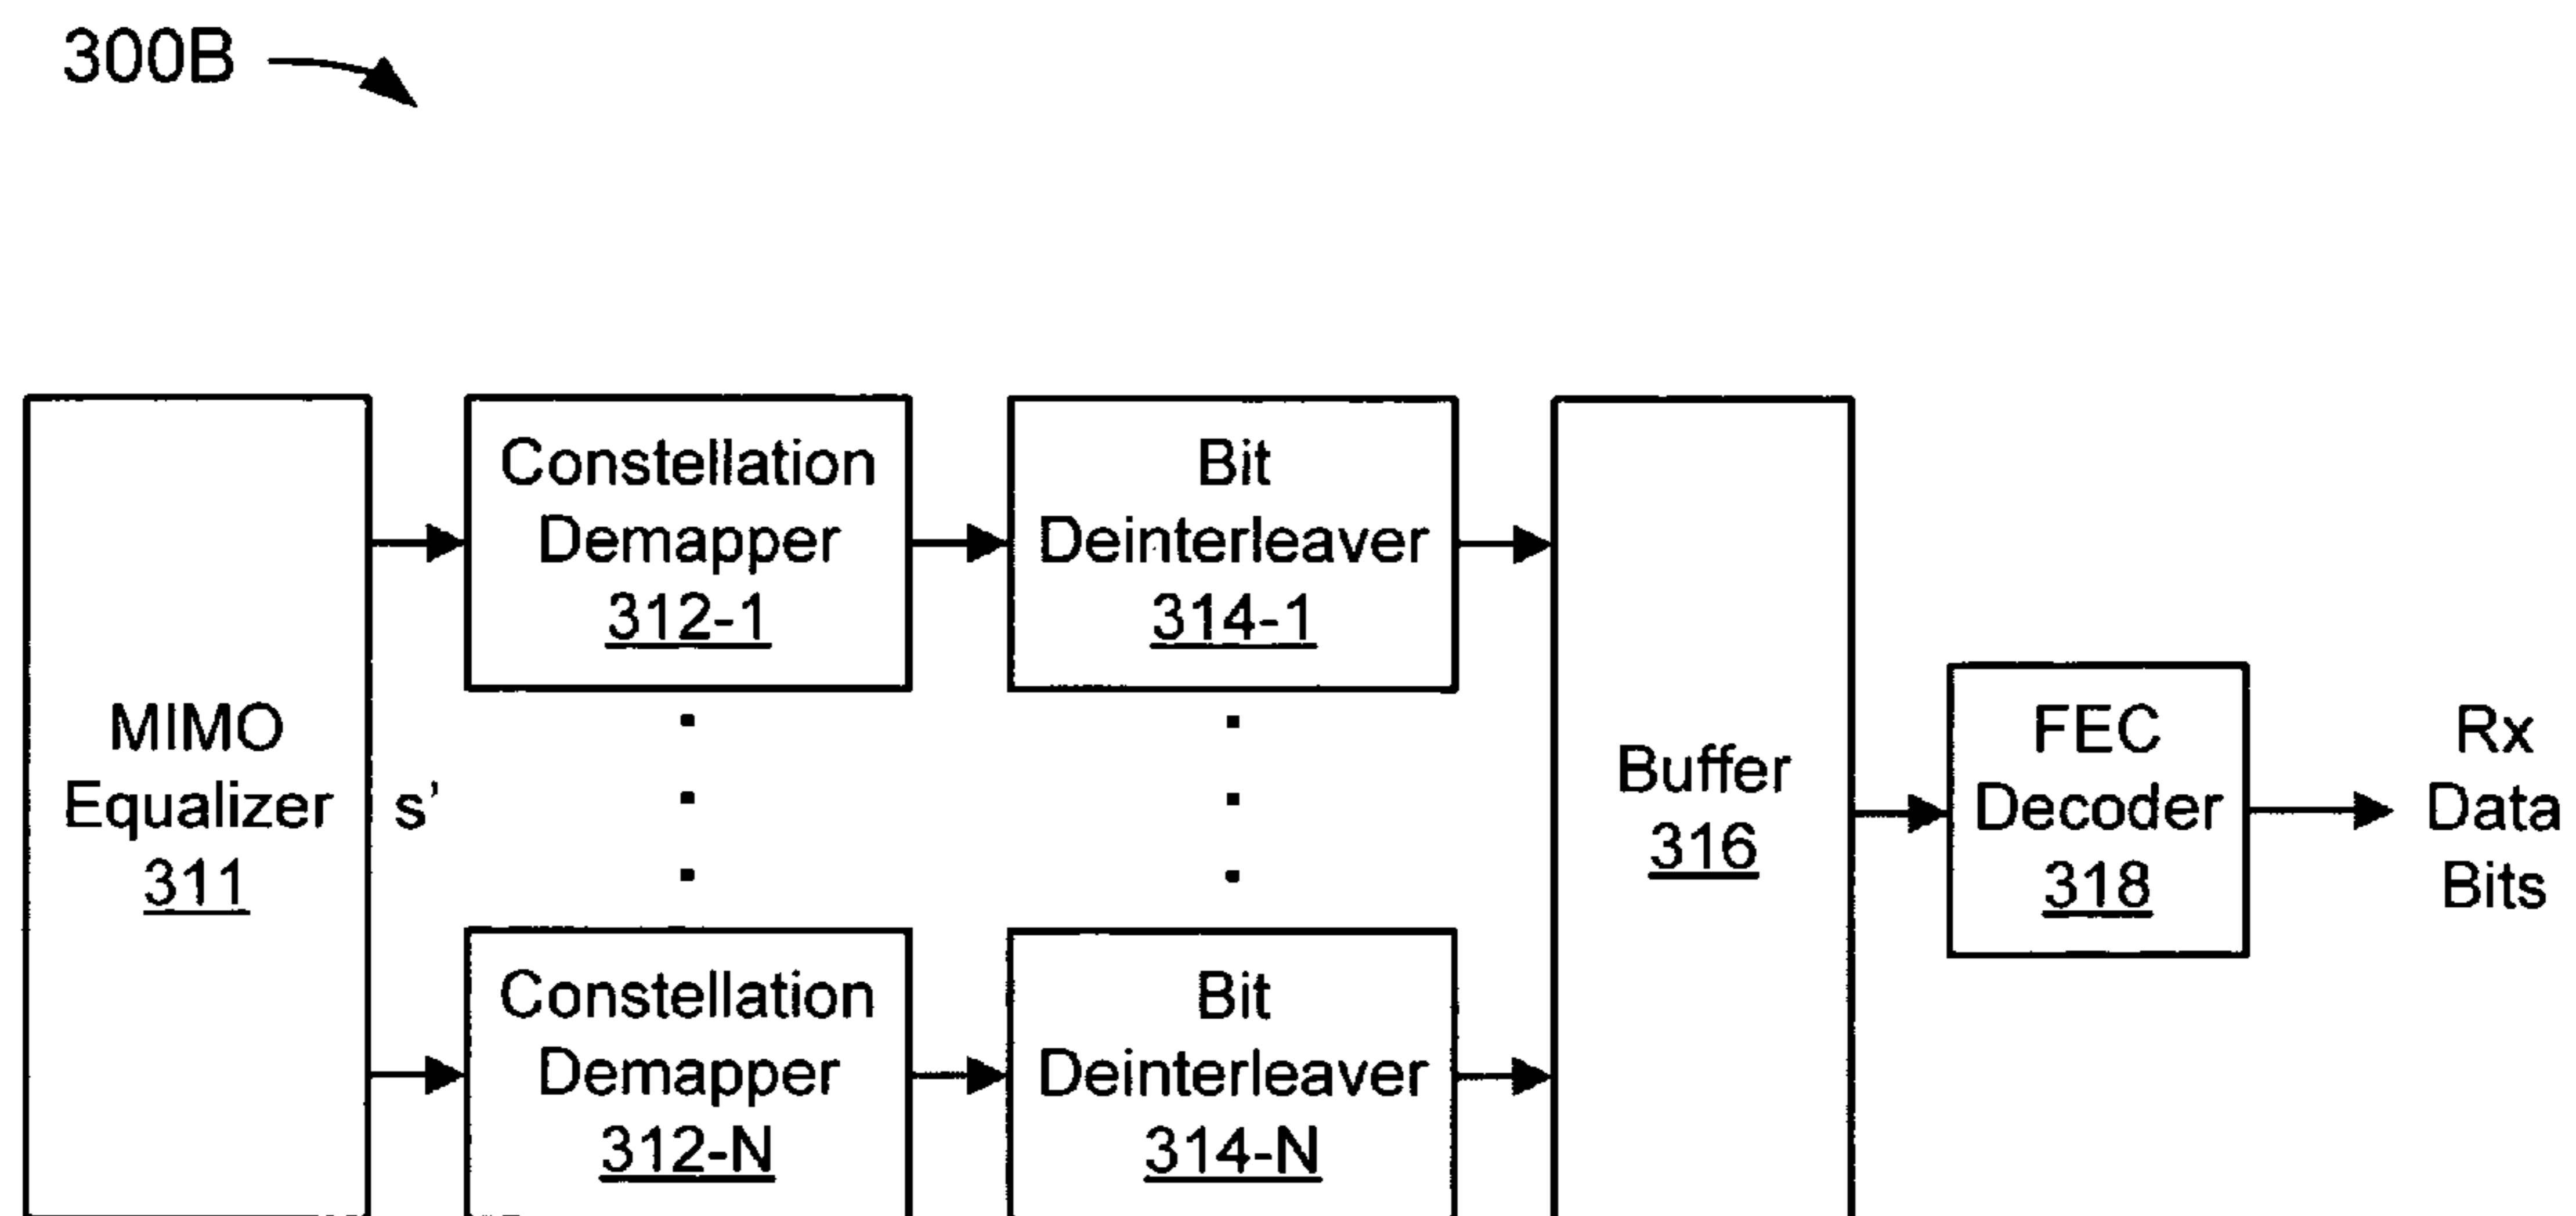 300B
MIMO
Equalizer
311
s'
Constellation
Demapper
312-1
Bit
Deinterleaver
314-1
Constellation
Demapper
312-N
Bit
Deinterleaver
314-N
Buffer
316
FEC
Decoder
318
Rx
Data
Bits